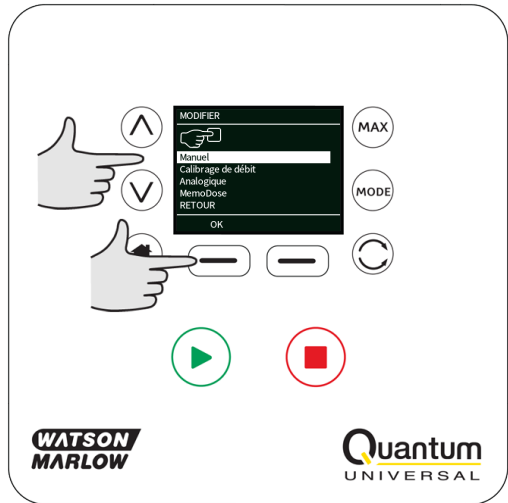 MODIFIER
Manuel
Calibrage de débit
Analogique
MemoDose
RETOUR
OK
MAX
MODE
WATSON
MARLOW
Quantum
UNIVERSAL